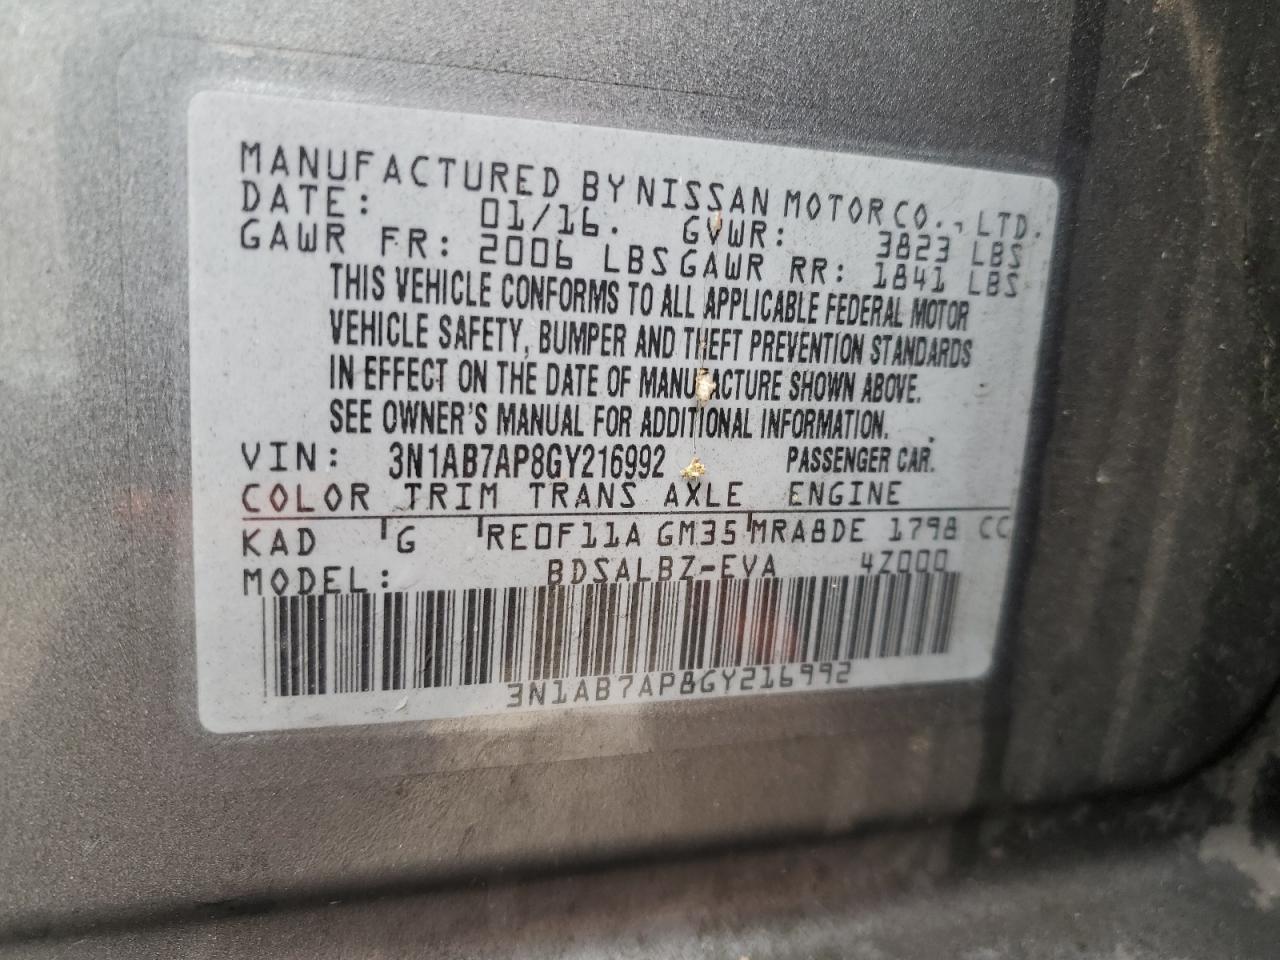 MANUFACTURED BY NISSAN MOTOR CO., LTD.
DATE: 01/16. GVWR: 3823 LBS
GAWR FR: 2006 LBS GAWR RR: 1841 LBS
THIS VEHICLE CONFORMS TO ALL APPLICABLE FEDERAL MOTOR
VEHICLE SAFETY, BUMPER AND THEFT PREVENTION STANDARDS
IN EFFECT ON THE DATE OF MANUFACTURE SHOWN ABOVE.
SEE OWNER'S MANUAL FOR ADDITIONAL INFORMATION.
VIN: 3N1AB7AP8GY216992 PASSENGER CAR.
COLOR TRIM TRANS AXLE ENGINE
KAD G RE0F11A GM35 MRA8DE 1798 CC
MODEL: BDSALBZ-EVA 4Z000
3N1AB7AP8GY216992